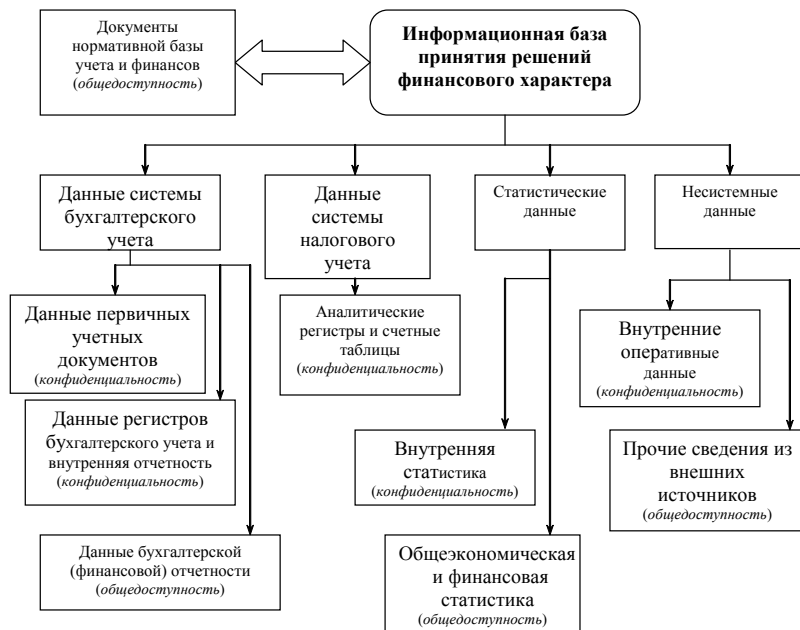 Документы
нормативной базы
учета и финансов
(общедоступность)
Информационная база
принятия решений
финансового характера
Данные системы
бухгалтерского
учета
Данные
системы
налогового
учета
Статистические
данные
Несистемные
данные
Данные первичных
учетных
документов
(конфиденциальность)
Аналитические
регистры и счетные
таблицы
(конфиденциальность)
Внутренние
оперативные
данные
(конфиденциальность)
Данные регистров
бухгалтерского учета и
внутренняя отчетность
(конфиденциальность)
Внутренняя
статистика
(конфиденциальность)
Прочие сведения из
внешних
источников
(общедоступность)
Данные бухгалтерской
(финансовой) отчетности
(общедоступность)
Общеэкономическая
и финансовая
статистика
(общедоступность)